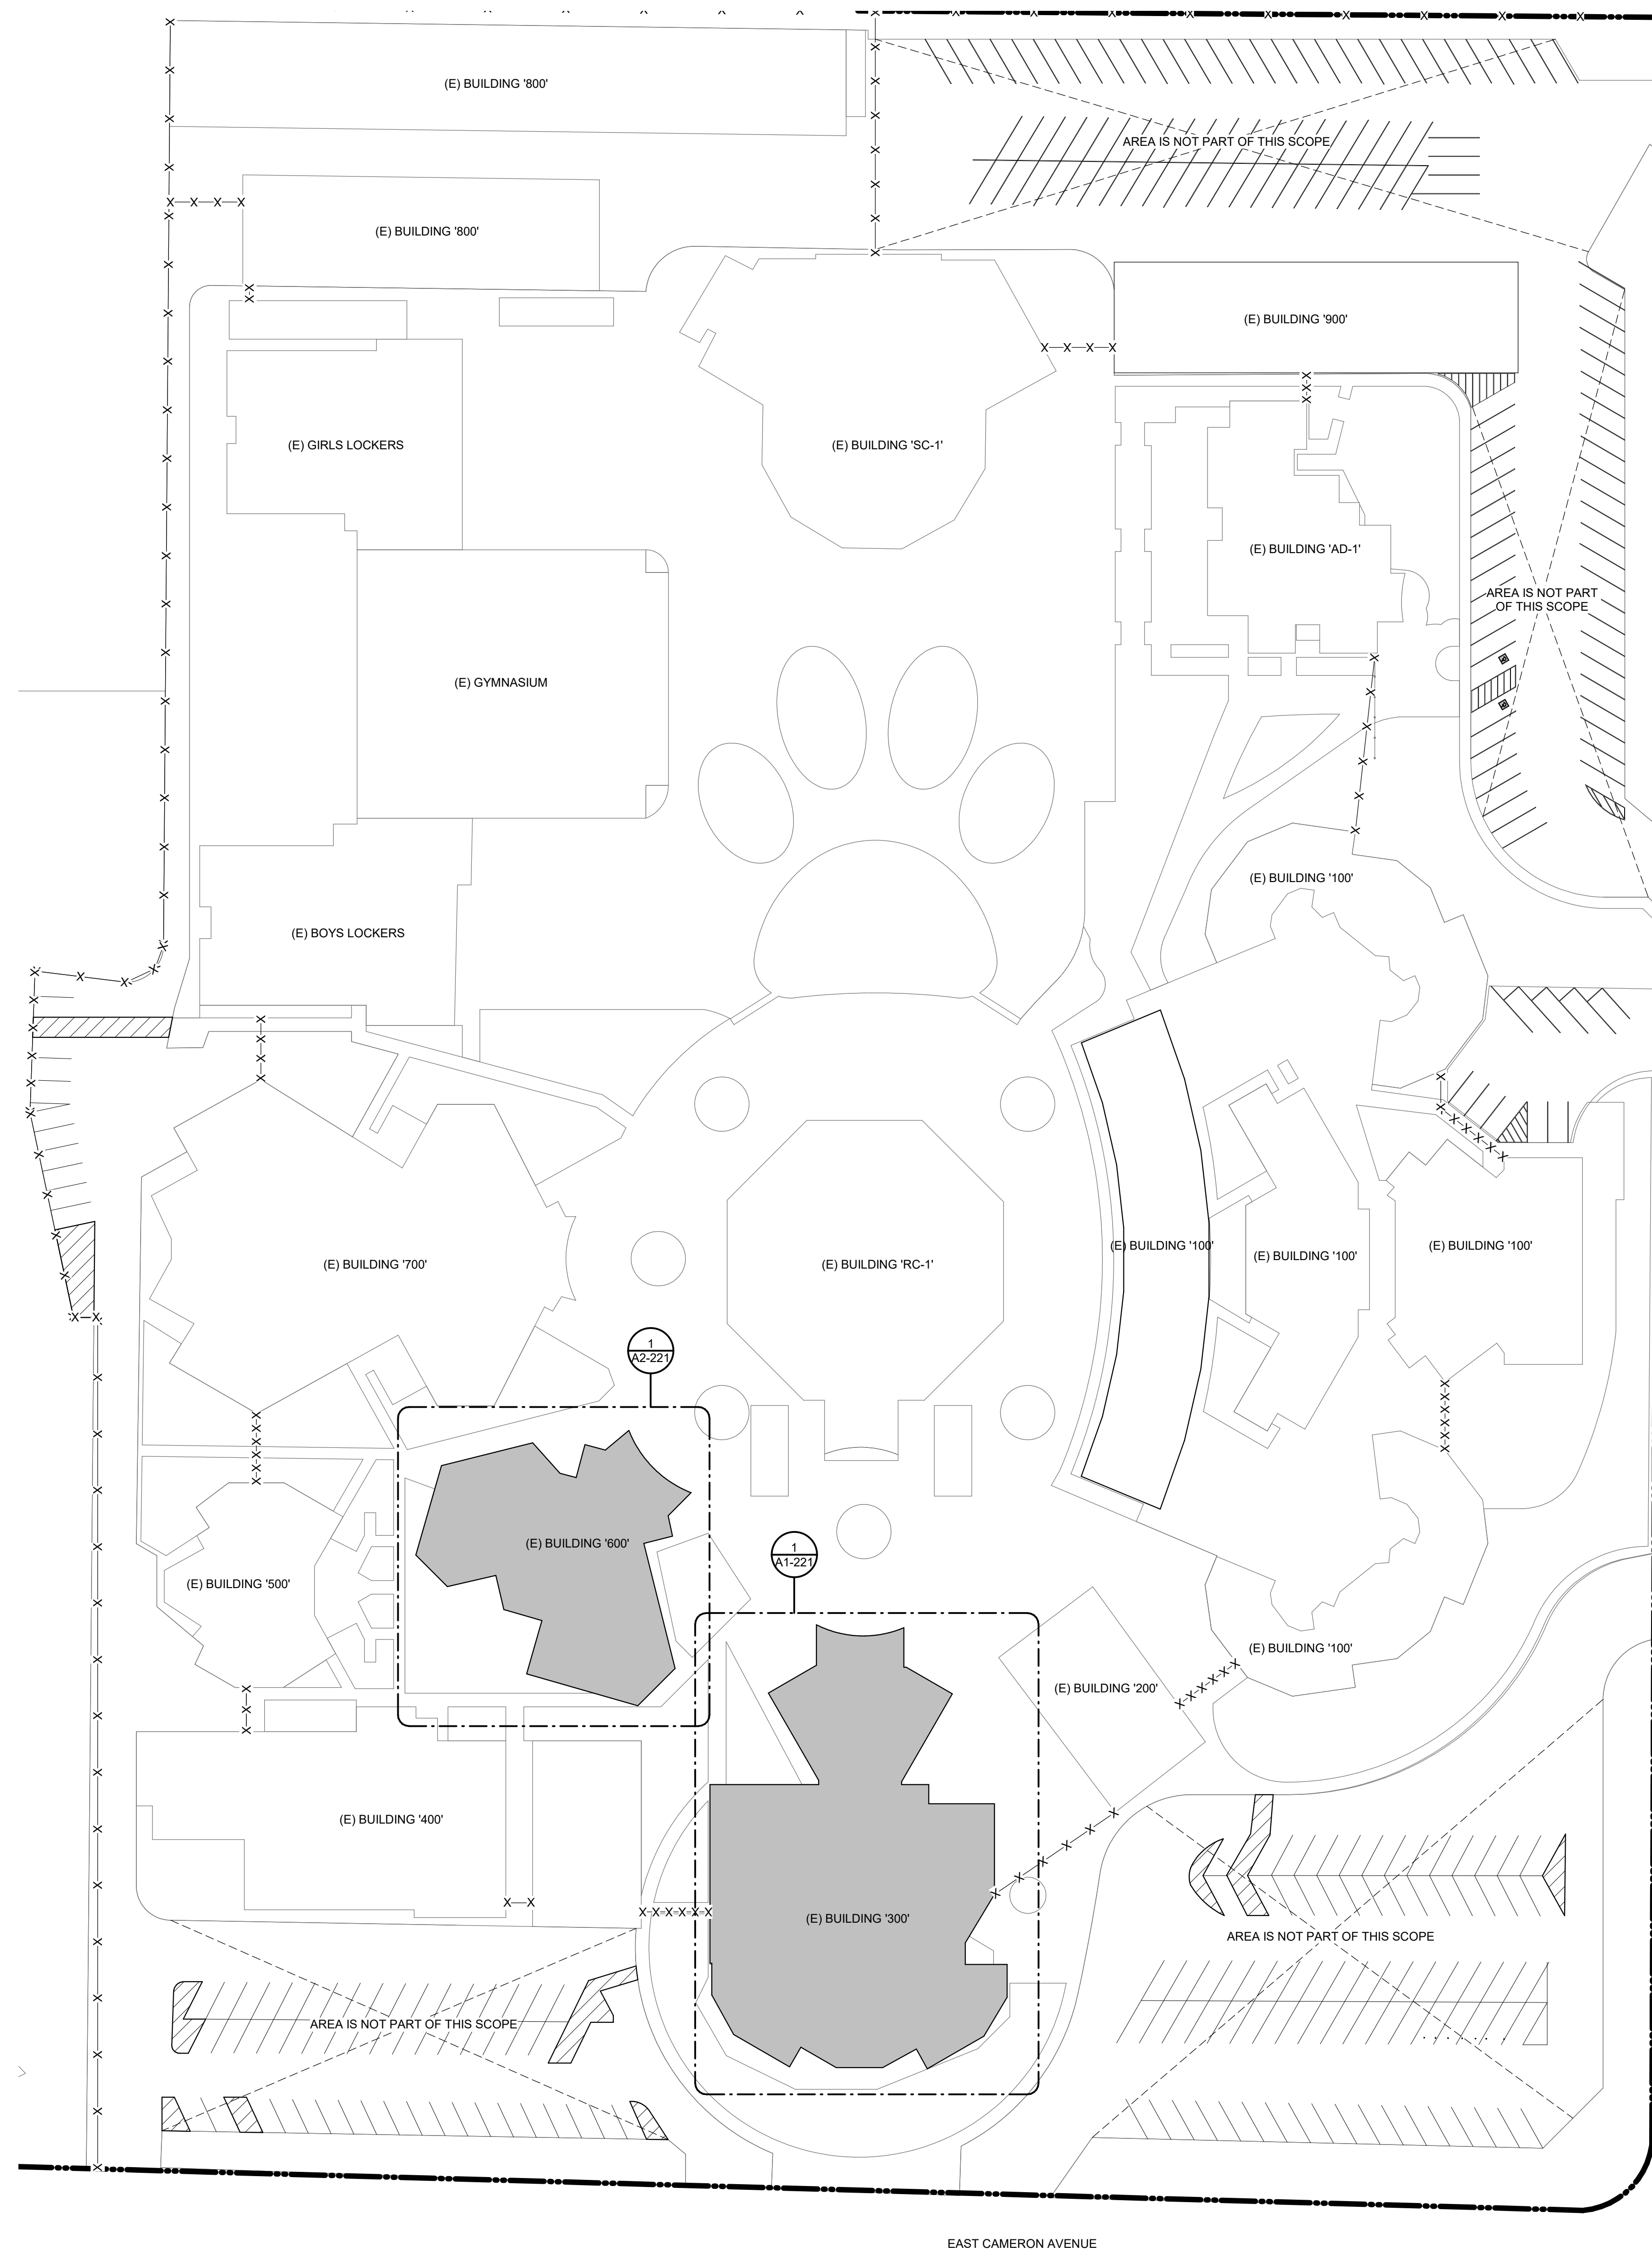 (E) BUILDING '800'
AREA IS NOT PART OF THIS SCOPE
(E) BUILDING '800'
(E) BUILDING '900'
(E) GIRLS LOCKERS
(E) BUILDING 'SC-1'
(E) BUILDING 'AD-1'
AREA IS NOT PART
OF THIS SCOPE
(E) GYMNASIUM
(E) BUILDING '100'
(E) BOYS LOCKERS
(E) BUILDING '700'
(E) BUILDING 'RC-1'
(E) BUILDING '100'
(E) BUILDING '100'
(E) BUILDING '100'
1
A2-221
(E) BUILDING '600'
1
A1-221
(E) BUILDING '500'
(E) BUILDING '100'
(E) BUILDING '200'
(E) BUILDING '400'
(E) BUILDING '300'
AREA IS NOT PART OF THIS SCOPE
AREA IS NOT PART OF THIS SCOPE
EAST CAMERON AVENUE